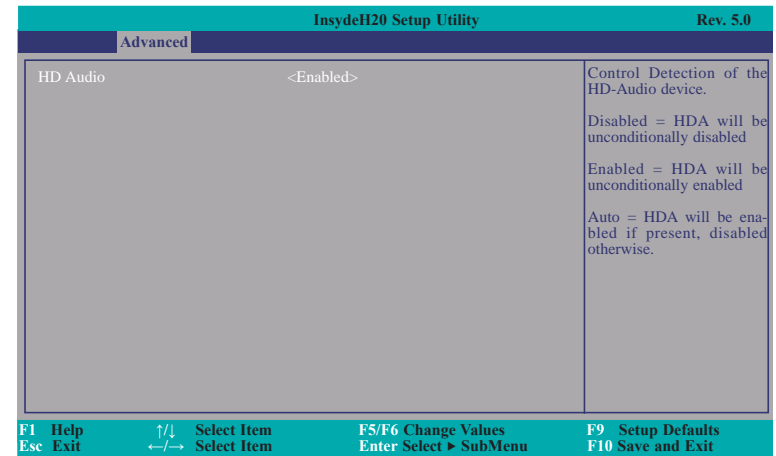 InsydeH20 Setup Utility Rev. 5.0
Advanced
HD Audio <Enabled>
Control Detection of the
HD-Audio device.
Disabled = HDA will be
unconditionally disabled
Enabled = HDA will be
unconditionally enabled
Auto = HDA will be ena-
bled if present, disabled
otherwise.
F1 Help ↑/↓ Select Item F5/F6 Change Values F9 Setup Defaults
Esc Exit ←/→ Select Item Enter Select ▶ SubMenu F10 Save and Exit